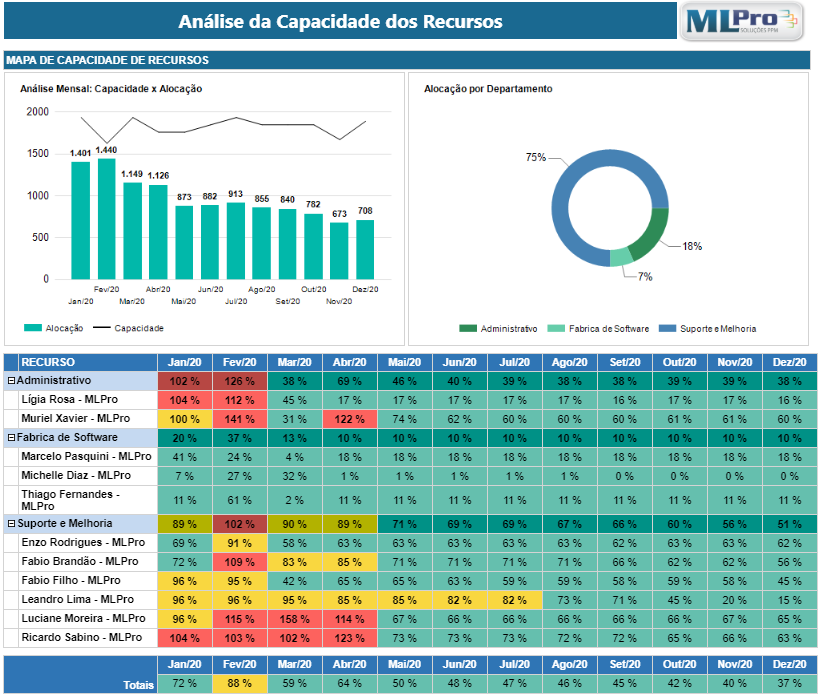 Análise da Capacidade dos Recursos
MLPro
SOLUÇÕES PPM
MAPA DE CAPACIDADE DE RECURSOS
Análise Mensal: Capacidade x Alocação
2000
1500
1000
500
0
1.401 1.440 1.149 1.126 873 882 913 855 840 782 673 708
Fev/20 Abr/20 Jun/20 Ago/20 Out/20 Dez/20
Jan/20 Mar/20 Mai/20 Jul/20 Set/20 Nov/20
Alocação Capacidade
Alocação por Departamento
75%
18%
7%
Administrativo Fabrica de Software Suporte e Melhoria
RECURSO Jan/20 Fev/20 Mar/20 Abr/20 Mai/20 Jun/20 Jul/20 Ago/20 Set/20 Out/20 Nov/20 Dez/20
Administrativo 102 % 126 % 38 % 69 % 46 % 40 % 39 % 38 % 38 % 39 % 39 % 38 %
Lígia Rosa - MLPro 104 % 112 % 45 % 17 % 17 % 17 % 17 % 17 % 16 % 17 % 17 % 16 %
Muriel Xavier - MLPro 100 % 141 % 31 % 122 % 74 % 62 % 60 % 60 % 60 % 61 % 61 % 60 %
Fabrica de Software 20 % 37 % 13 % 10 % 10 % 10 % 10 % 10 % 10 % 10 % 10 % 10 %
Marcelo Pasquini - MLPro 41 % 24 % 4 % 18 % 18 % 18 % 18 % 18 % 18 % 18 % 18 % 18 %
Michelle Diaz - MLPro 7 % 27 % 32 % 1 % 1 % 1 % 1 % 1 % 0 % 0 % 0 % 0 %
Thiago Fernandes -
MLPro 11 % 61 % 2 % 11 % 11 % 11 % 11 % 11 % 11 % 11 % 11 % 11 %
Suporte e Melhoria 89 % 102 % 90 % 89 % 71 % 69 % 69 % 67 % 66 % 60 % 56 % 51 %
Enzo Rodrigues - MLPro 69 % 91 % 58 % 63 % 63 % 63 % 63 % 63 % 62 % 63 % 63 % 62 %
Fabio Brandão - MLPro 72 % 109 % 83 % 85 % 71 % 71 % 71 % 71 % 66 % 62 % 62 % 56 %
Fabio Filho - MLPro 96 % 95 % 42 % 65 % 65 % 63 % 59 % 59 % 58 % 59 % 58 % 45 %
Leandro Lima - MLPro 96 % 96 % 95 % 85 % 85 % 82 % 82 % 73 % 71 % 45 % 20 % 15 %
Luciane Moreira - MLPro 96 % 115 % 158 % 114 % 67 % 66 % 66 % 66 % 66 % 66 % 67 % 65 %
Ricardo Sabino - MLPro 104 % 103 % 102 % 123 % 73 % 73 % 73 % 72 % 72 % 65 % 66 % 63 %
Jan/20 Fev/20 Mar/20 Abr/20 Mai/20 Jun/20 Jul/20 Ago/20 Set/20 Out/20 Nov/20 Dez/20
Totais 72 % 88 % 59 % 64 % 50 % 48 % 47 % 46 % 45 % 42 % 40 % 37 %